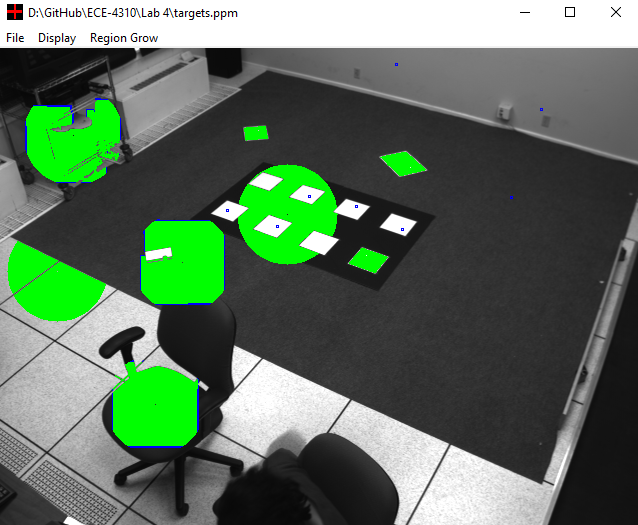 D:\GitHub\ECE-4310\Lab 4\targets.ppm
File Display Region Grow